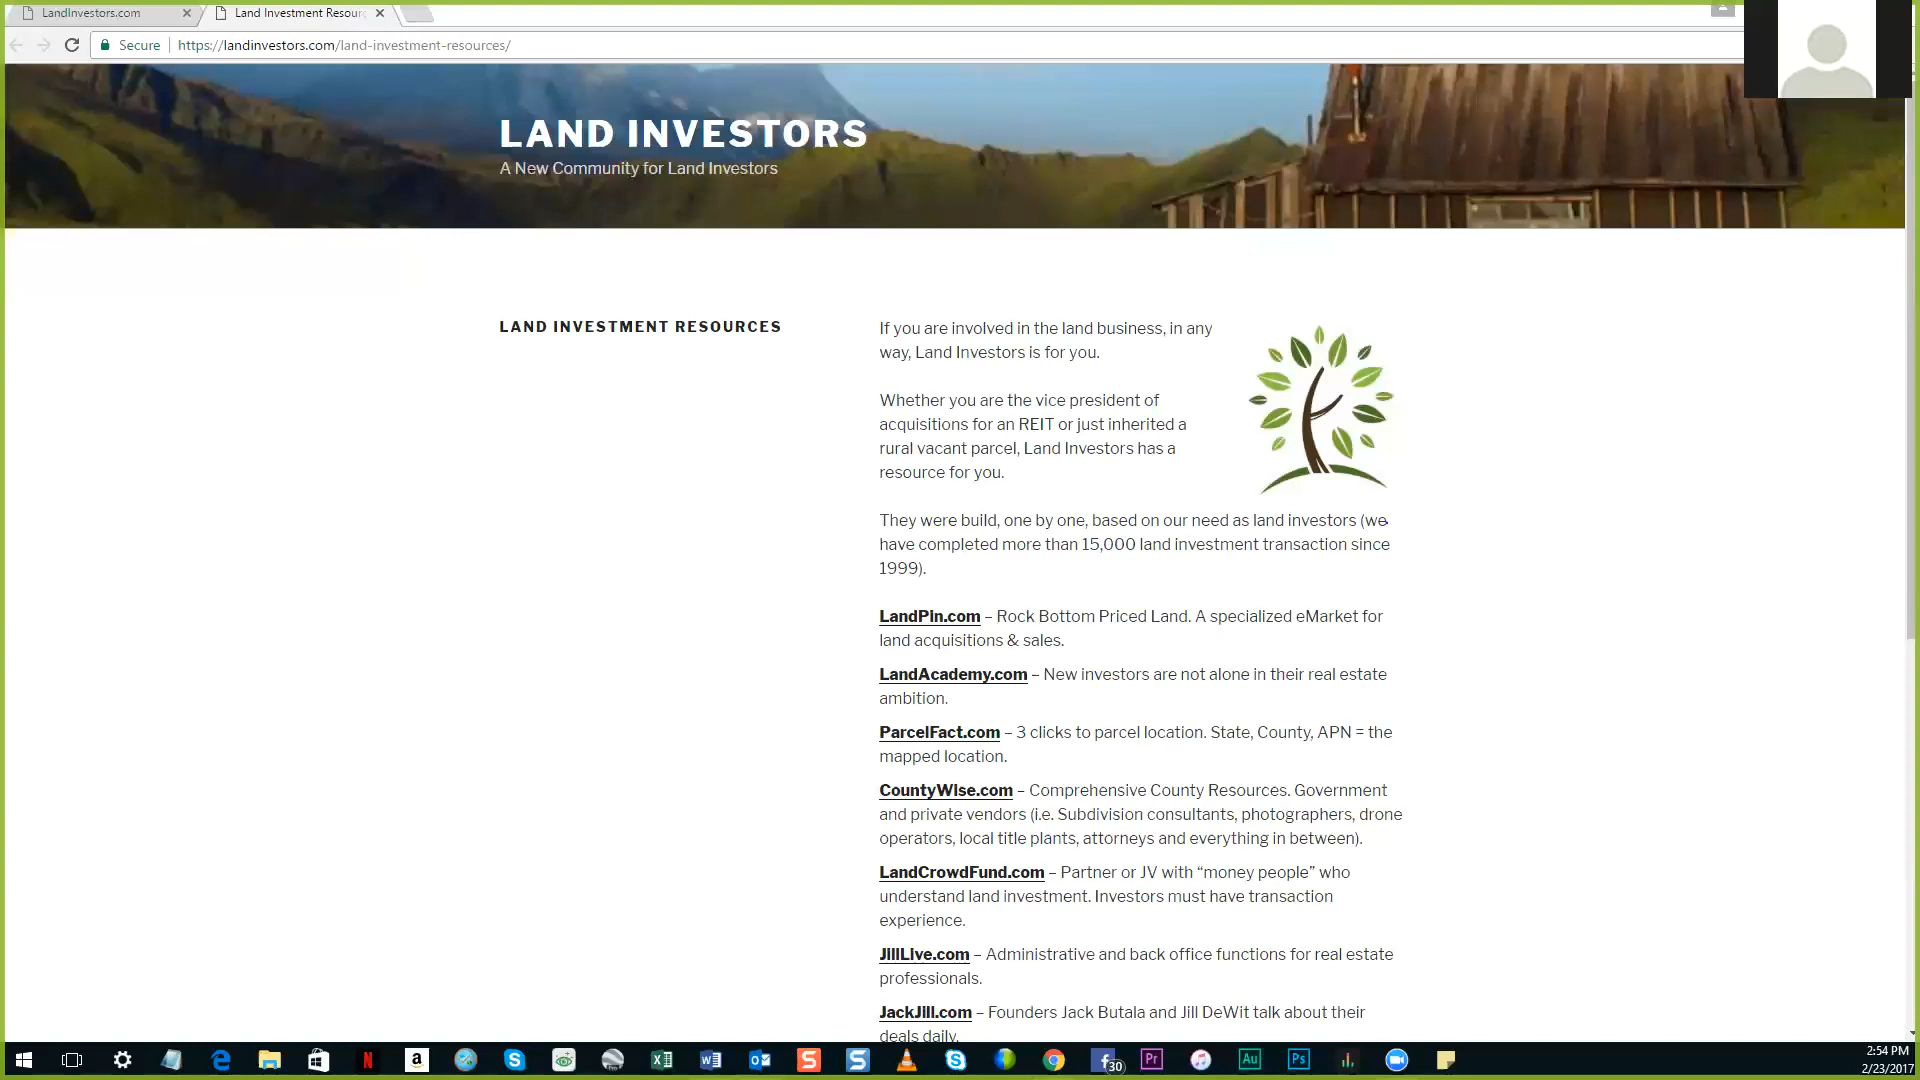 LandInvestors.com
Land Investment Resour
Secure
https://landinvestors.com/land-investment-resources/
LAND INVESTORS
A New Community for Land Investors
LAND INVESTMENT RESOURCES
If you are involved in the land business, in any
way, Land Investors is for you.
Whether you are the vice president of
acquisitions for an REIT or just inherited a
rural vacant parcel, Land Investors has a
resource for you.
They were build, one by one, based on our need as land investors (we
have completed more than 15,000 land investment transaction since
1999).
LandPin.com – Rock Bottom Priced Land. A specialized eMarket for
land acquisitions & sales.
LandAcademy.com – New investors are not alone in their real estate
ambition.
ParcelFact.com – 3 clicks to parcel location. State, County, APN = the
mapped location.
CountyWise.com – Comprehensive County Resources. Government
and private vendors (i.e. Subdivision consultants, photographers, drone
operators, local title plants, attorneys and everything in between).
LandCrowdFund.com – Partner or JV with “money people” who
understand land investment. Investors must have transaction
experience.
JillLive.com – Administrative and back office functions for real estate
professionals.
JackJill.com – Founders Jack Butala and Jill DeWit talk about their
deals daily.
30
2:54 PM
2/23/2017